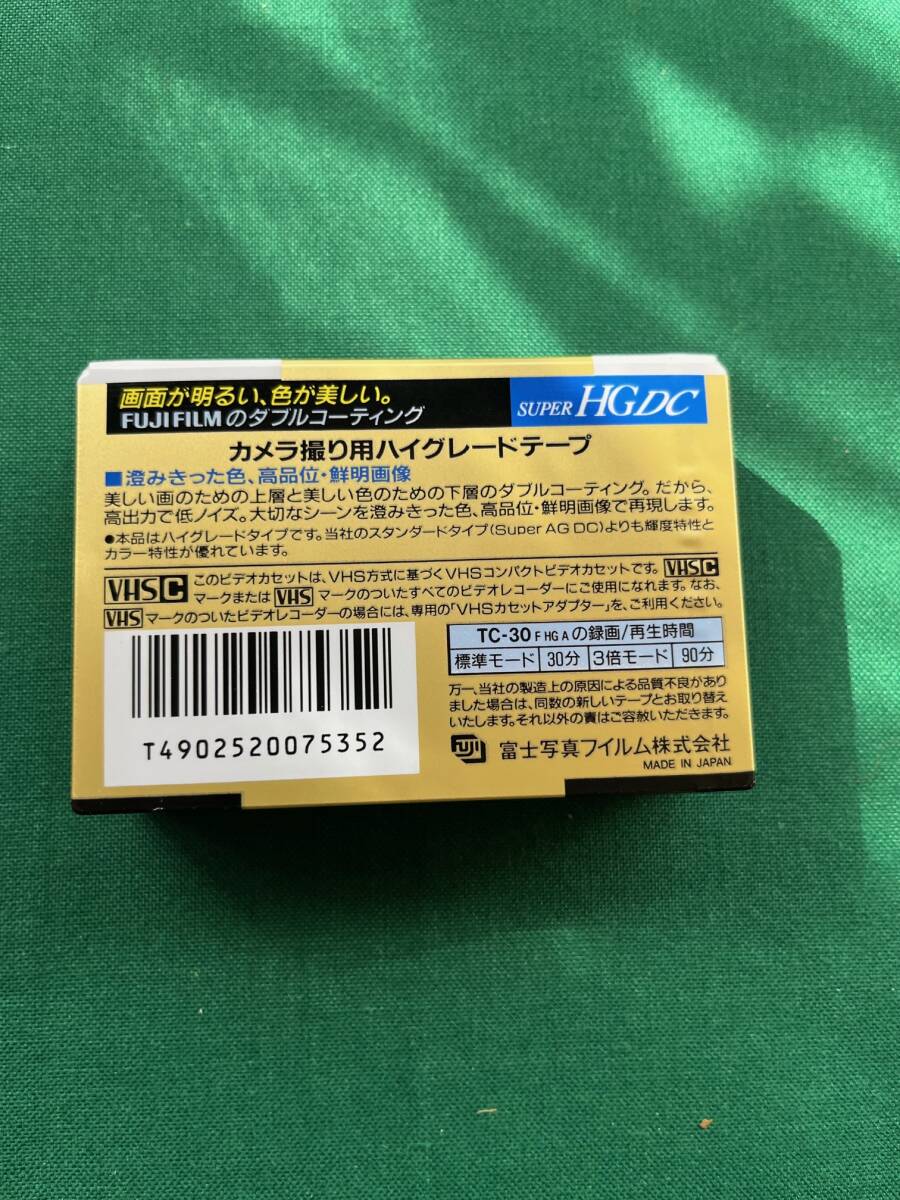 画面が明るい、色が美しい。
FUJIFILMのダブルコーティング
SUPER HGDC
カメラ撮り用ハイグレードテープ
■澄みきった色、高品位・鮮明画像
美しい画のための上層と美しい色のための下層のダブルコーティング。だから、
高出力で低ノイズ。大切なシーンを澄みきった色、高品位・鮮明画像で再現します。
●本品はハイグレードタイプです。当社のスタンダードタイプ(Super AG DC)よりも輝度特性と
カラー特性が優れています。
VHS C このビデオカセットは、VHS方式に基づくVHSコンパクトビデオカセットです。VHS C
マークまたは VHS マークのついたすべてのビデオレコーダーにご使用になれます。なお、
VHS マークのついたビデオレコーダーの場合には、専用の「VHSカセットアダプター」を、ご利用ください。
TC-30 F HG A の録画/再生時間
標準モード 30分 3倍モード 90分
万一、当社の製造上の原因による品質不良があり
ました場合は、同数の新しいテープとお取り替え
いたします。それ以外の責はご容赦いただきます。
T4902520075352
FUJI 富士写真フイルム株式会社
MADE IN JAPAN